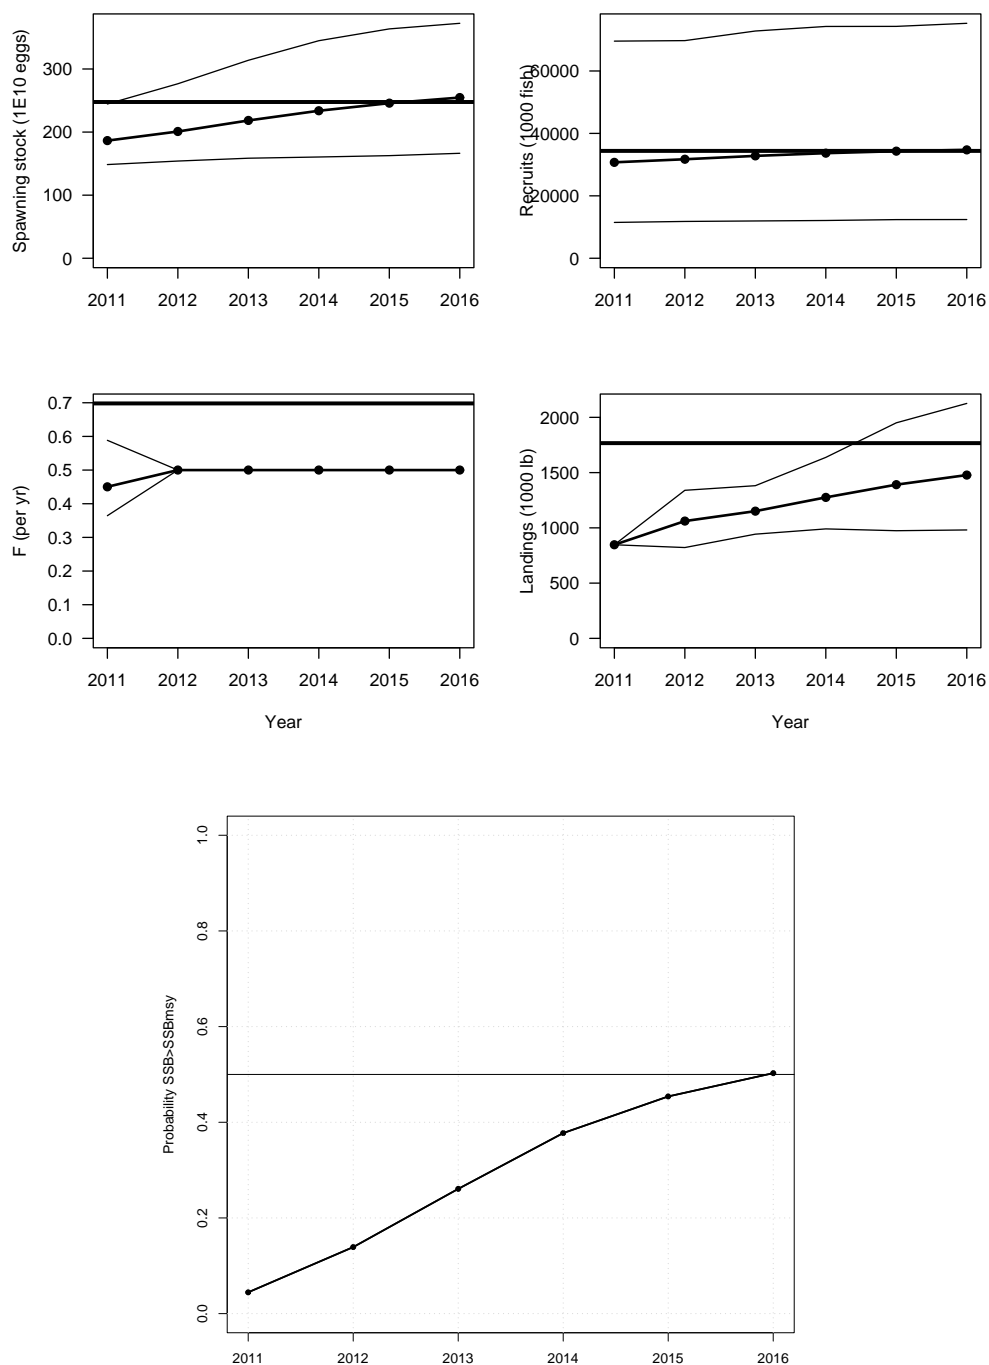 Spawning stock (1E10 eggs)
300
200
100
0
2011 2012 2013 2014 2015 2016
Recruits (1000 fish)
60000
40000
20000
0
2011 2012 2013 2014 2015 2016
F (per yr)
0.7
0.6
0.5
0.4
0.3
0.2
0.1
0.0
2011 2012 2013 2014 2015 2016
Year
Landings (1000 lb)
2000
1500
1000
500
0
2011 2012 2013 2014 2015 2016
Year
Probability SSB>SSBmsy
1.0
0.8
0.6
0.4
0.2
0.0
2011 2012 2013 2014 2015 2016